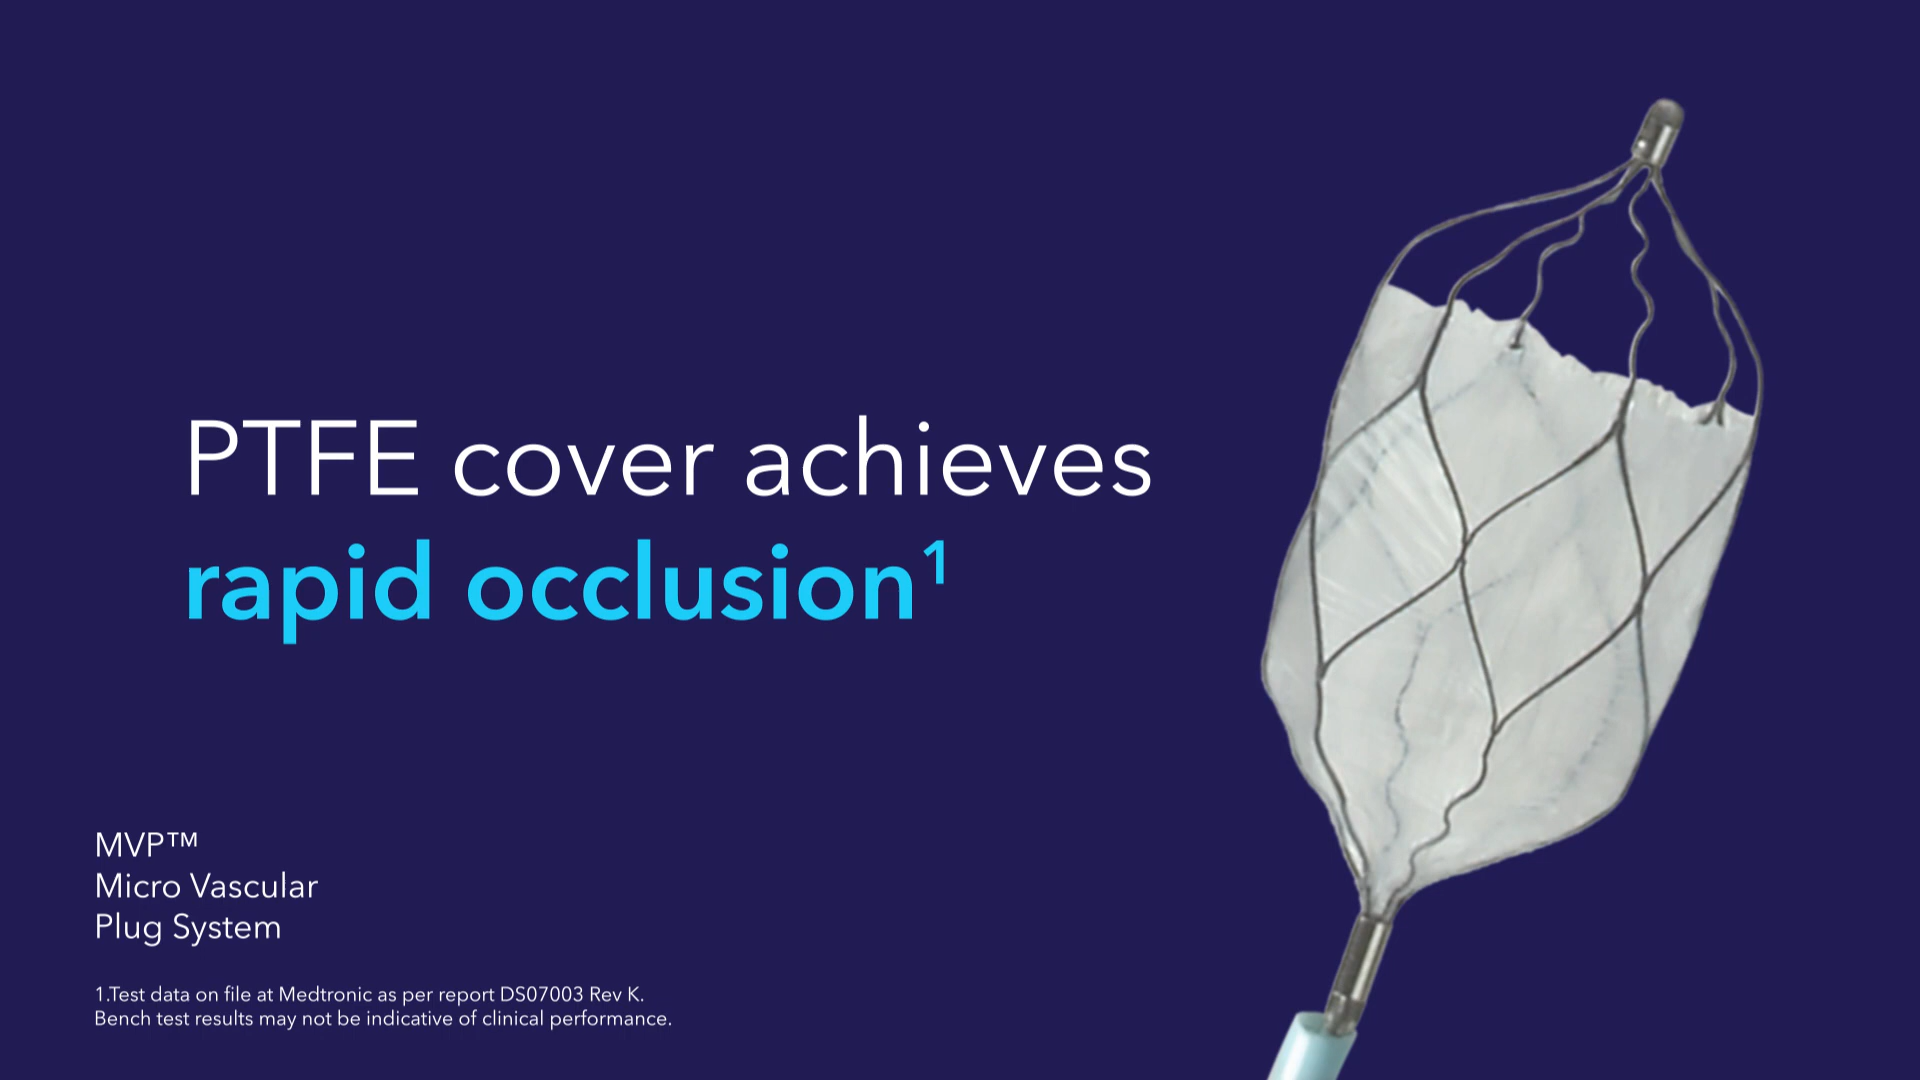 PTFE cover achieves
rapid occlusion¹
MVP™
Micro Vascular
Plug System
1.Test data on file at Medtronic as per report DS07003 Rev K.
Bench test results may not be indicative of clinical performance.